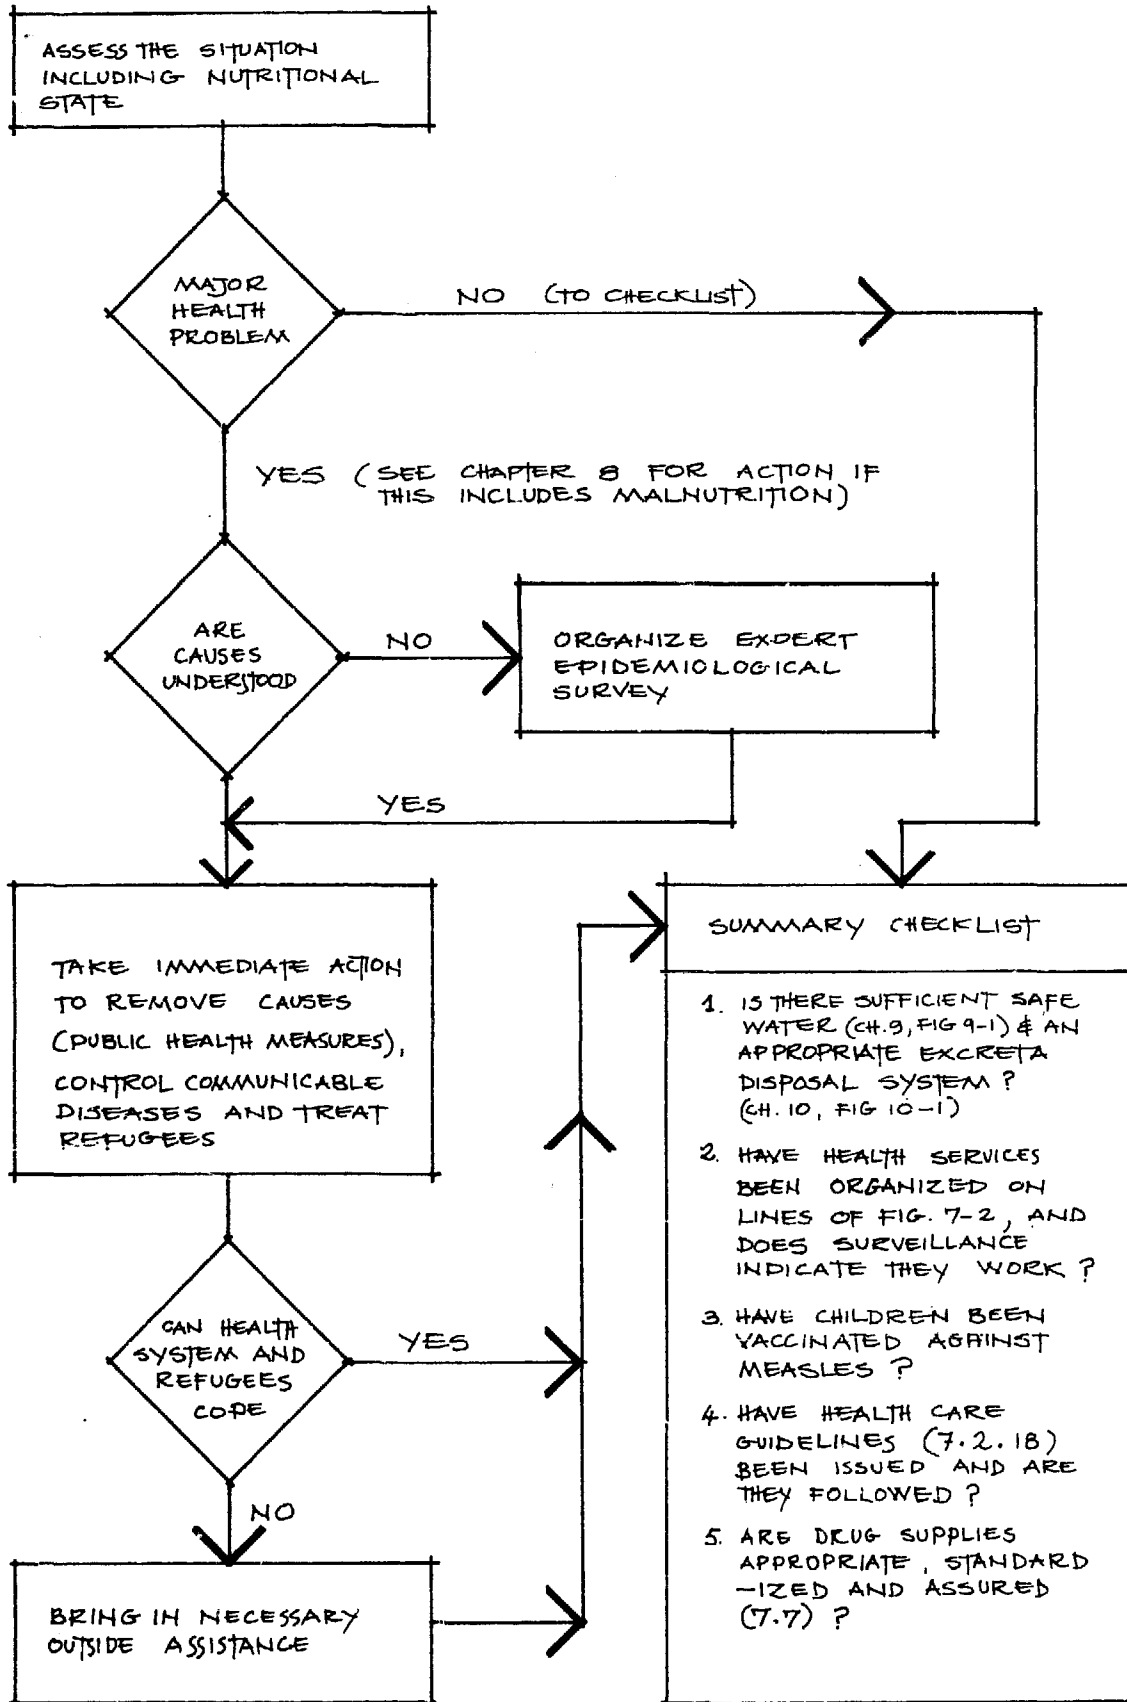 ASSESS THE SITUATION
INCLUDING NUTRITIONAL
STATE
MAJOR
HEALTH
PROBLEM
NO (TO CHECKLIST)
YES (SEE CHAPTER 8 FOR ACTION IF
THIS INCLUDES MALNUTRITION)
ARE
CAUSES
UNDERSTOOD
NO
ORGANIZE EXPERT
EPIDEMIOLOGICAL
SURVEY
YES
TAKE IMMEDIATE ACTION
TO REMOVE CAUSES
(PUBLIC HEALTH MEASURES),
CONTROL COMMUNICABLE
DISEASES AND TREAT
REFUGEES
CAN HEALTH
SYSTEM AND
REFUGEES
COPE
YES
NO
BRING IN NECESSARY
OUTSIDE ASSISTANCE
SUMMARY CHECKLIST
1. IS THERE SUFFICIENT SAFE
WATER (CH.9, FIG 9-1) & AN
APPROPRIATE EXCRETA
DISPOSAL SYSTEM ?
(CH. 10, FIG 10-1)
2. HAVE HEALTH SERVICES
BEEN ORGANIZED ON
LINES OF FIG. 7-2, AND
DOES SURVEILLANCE
INDICATE THEY WORK ?
3. HAVE CHILDREN BEEN
VACCINATED AGAINST
MEASLES ?
4. HAVE HEALTH CARE
GUIDELINES (7.2.18)
BEEN ISSUED AND ARE
THEY FOLLOWED ?
5. ARE DRUG SUPPLIES
APPROPRIATE, STANDARD
-IZED AND ASSURED
(7.7) ?